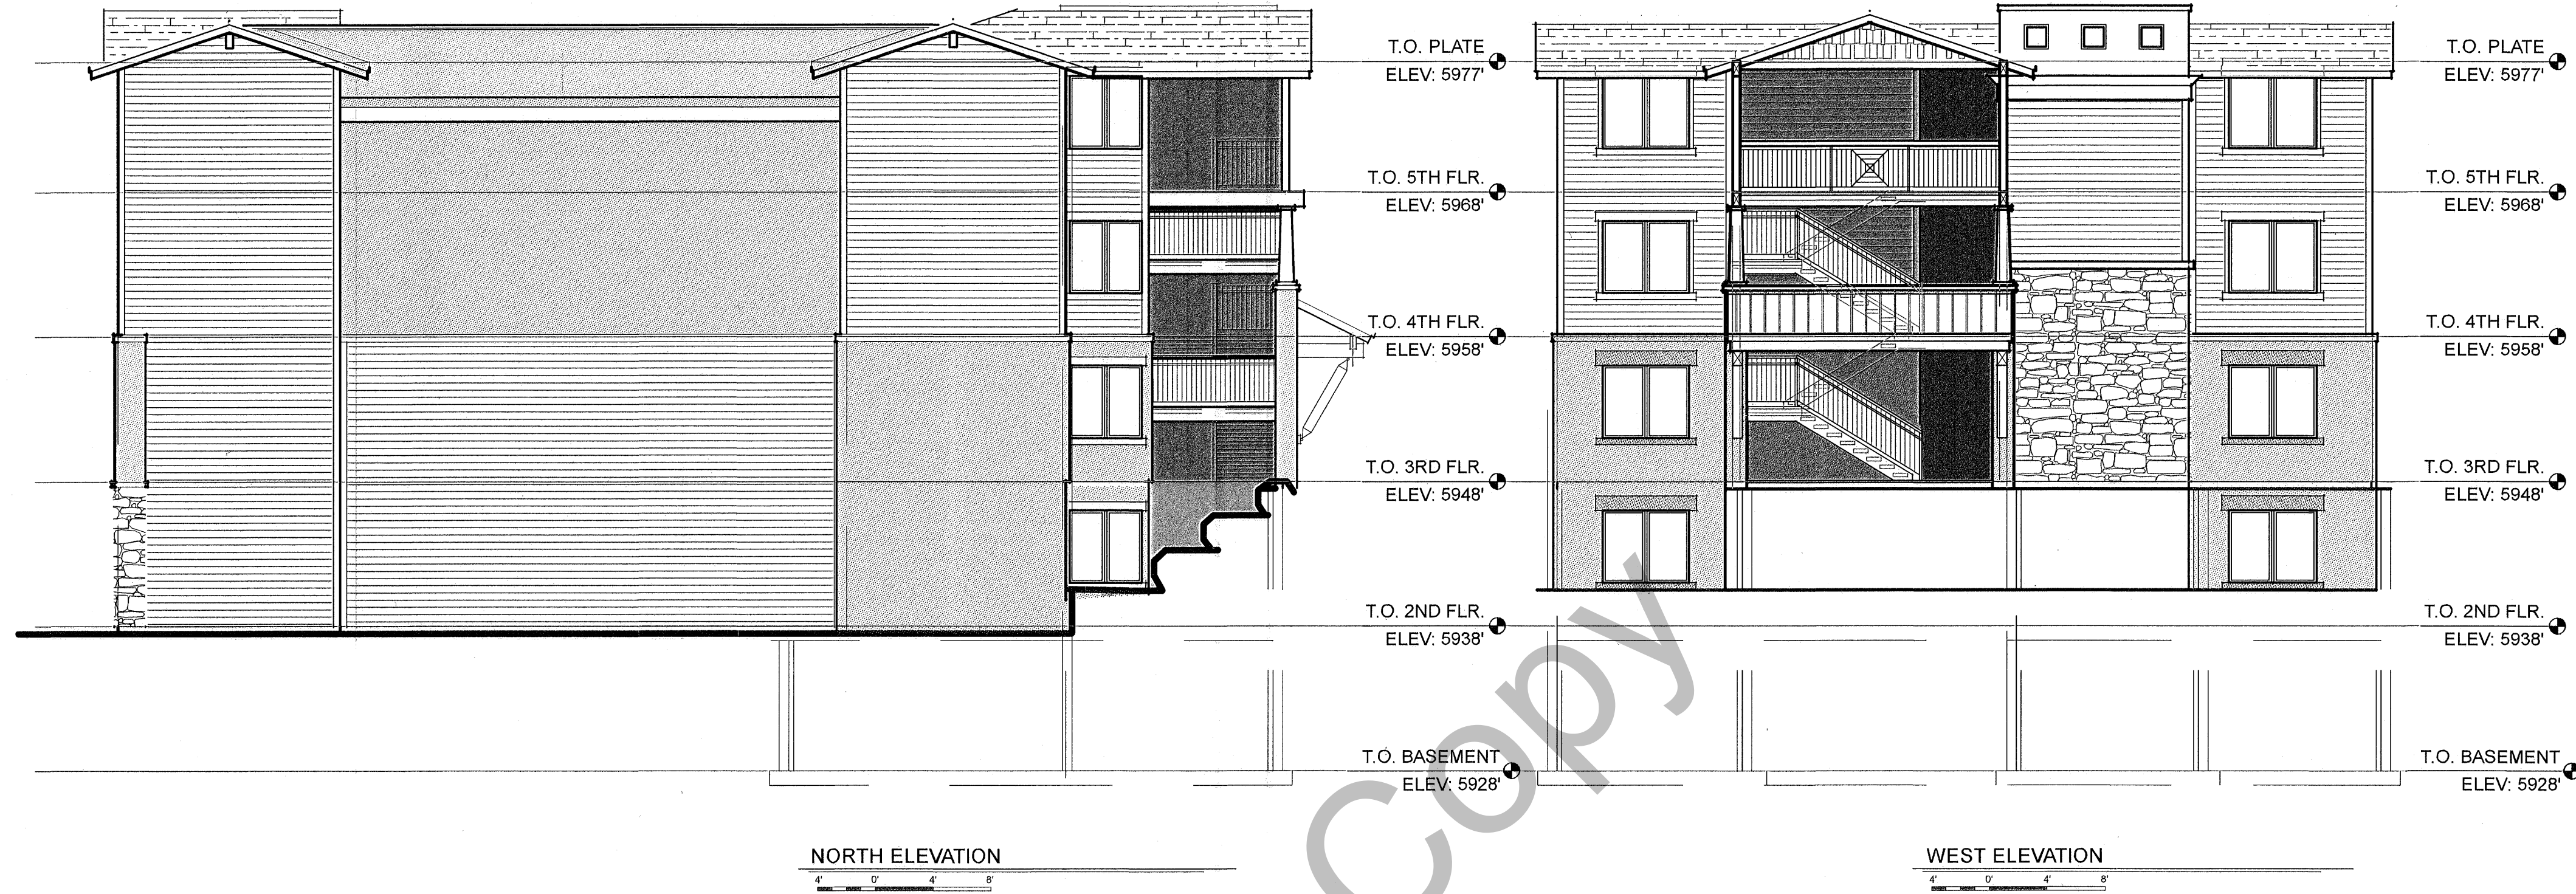 T.O. PLATE
ELEV: 5977'
T.O. 5TH FLR.
ELEV: 5968'
T.O. 4TH FLR.
ELEV: 5958'
T.O. 3RD FLR.
ELEV: 5948'
T.O. 2ND FLR.
ELEV: 5938'
T.O. BASEMENT
ELEV: 5928'
NORTH ELEVATION
4' 0' 4' 8'
T.O. PLATE
ELEV: 5977'
T.O. 5TH FLR.
ELEV: 5968'
T.O. 4TH FLR.
ELEV: 5958'
T.O. 3RD FLR.
ELEV: 5948'
T.O. 2ND FLR.
ELEV: 5938'
T.O. BASEMENT
ELEV: 5928'
WEST ELEVATION
4' 0' 4' 8'
Copy